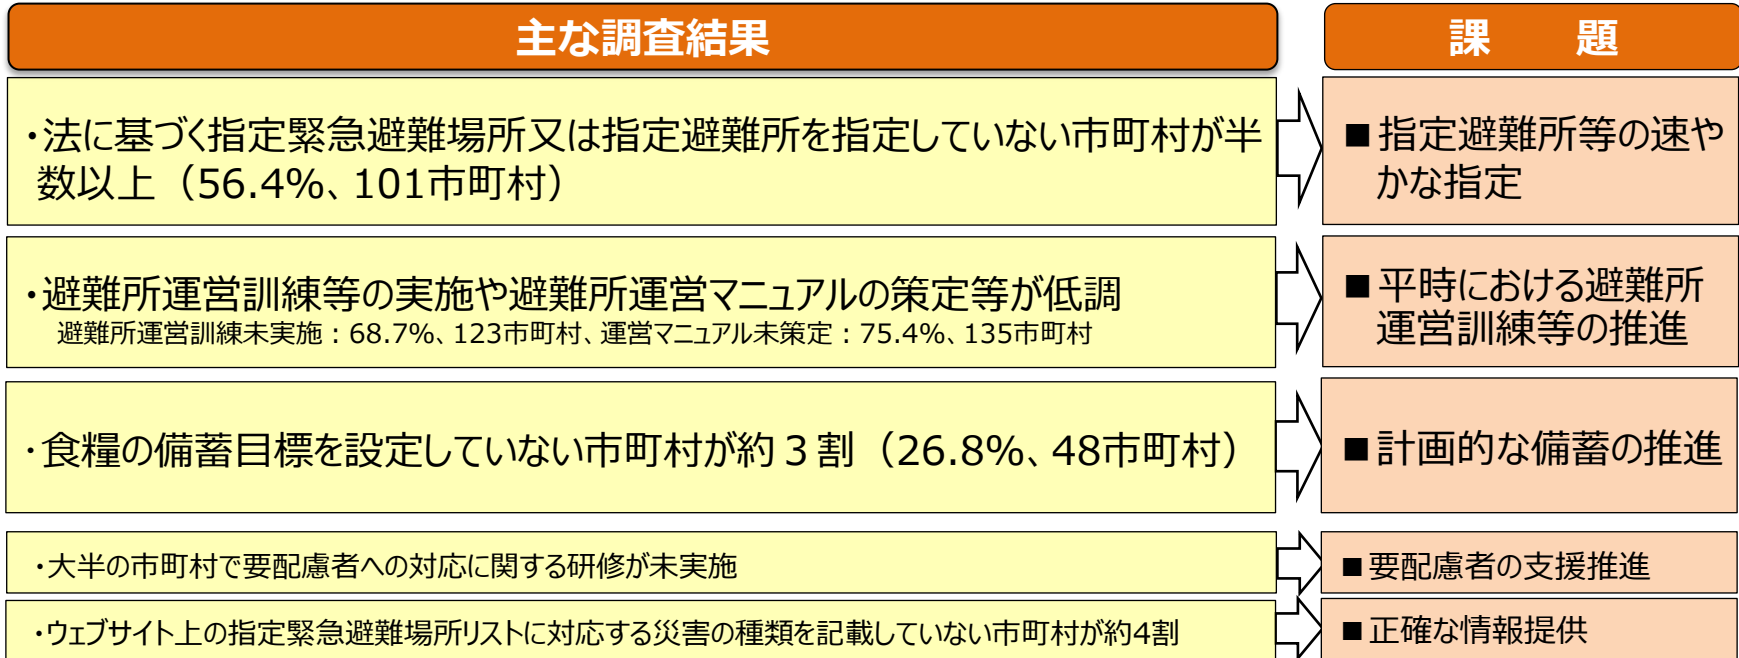 主な調査結果
課　　題
・法に基づく指定緊急避難場所又は指定避難所を指定していない市町村が半
数以上（56.4%、101市町村）
■指定避難所等の速や
かな指定
・避難所運営訓練等の実施や避難所運営マニュアルの策定等が低調
避難所運営訓練未実施：68.7%、123市町村、運営マニュアル未策定：75.4%、135市町村
■平時における避難所
運営訓練等の推進
・食糧の備蓄目標を設定していない市町村が約３割（26.8%、48市町村）
■計画的な備蓄の推進
・大半の市町村で要配慮者への対応に関する研修が未実施
■要配慮者の支援推進
・ウェブサイト上の指定緊急避難場所リストに対応する災害の種類を記載していない市町村が約4割
■正確な情報提供